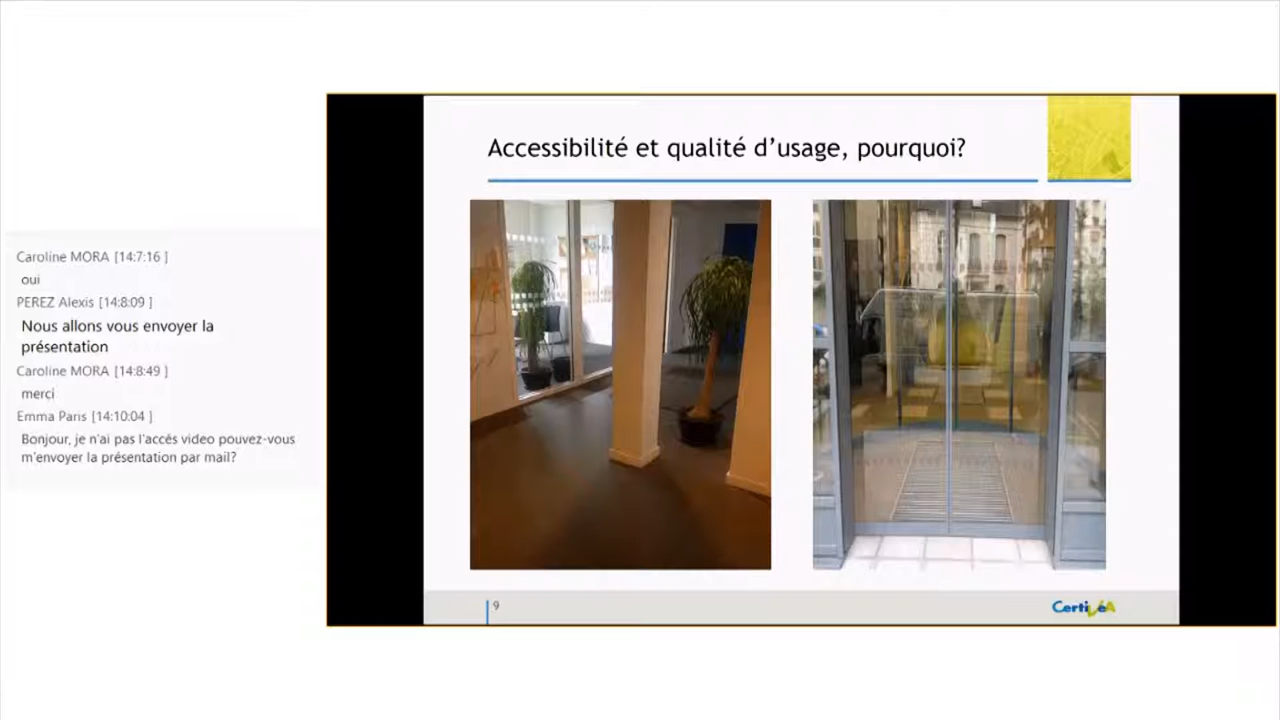 Caroline MORA [14:7:16 ]
oui
PEREZ Alexis [14:8:09 ]
Nous allons vous envoyer la
présentation
Caroline MORA [14:8:49 ]
merci
Emma Paris [14:10:04 ]
Bonjour, je n'ai pas l'accés video pouvez-vous
m'envoyer la présentation par mail?
Accessibilité et qualité d’usage, pourquoi?
9
CertivéA